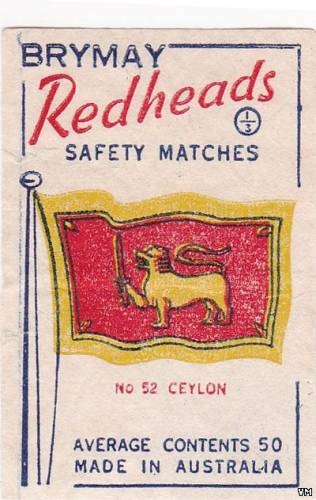 BRYMAY
Redheads
1/3
SAFETY MATCHES
No 52 CEYLON
AVERAGE CONTENTS 50
MADE IN AUSTRALIA
VM